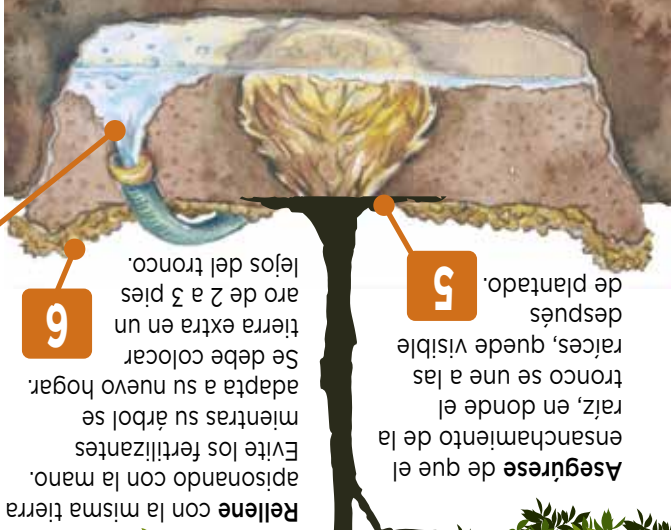 5
Asegúrese de que el
ensanchamiento de la
raíz, en donde el
tronco se une a las
raíces, quede visible
después
de plantado.
6
Rellene con la misma tierra
apisonando con la mano.
Evite los fertilizantes
mientras su árbol se
adapta a su nuevo hogar.
Se debe colocar
tierra extra en un
aro de 2 a 3 pies
lejos del tronco.